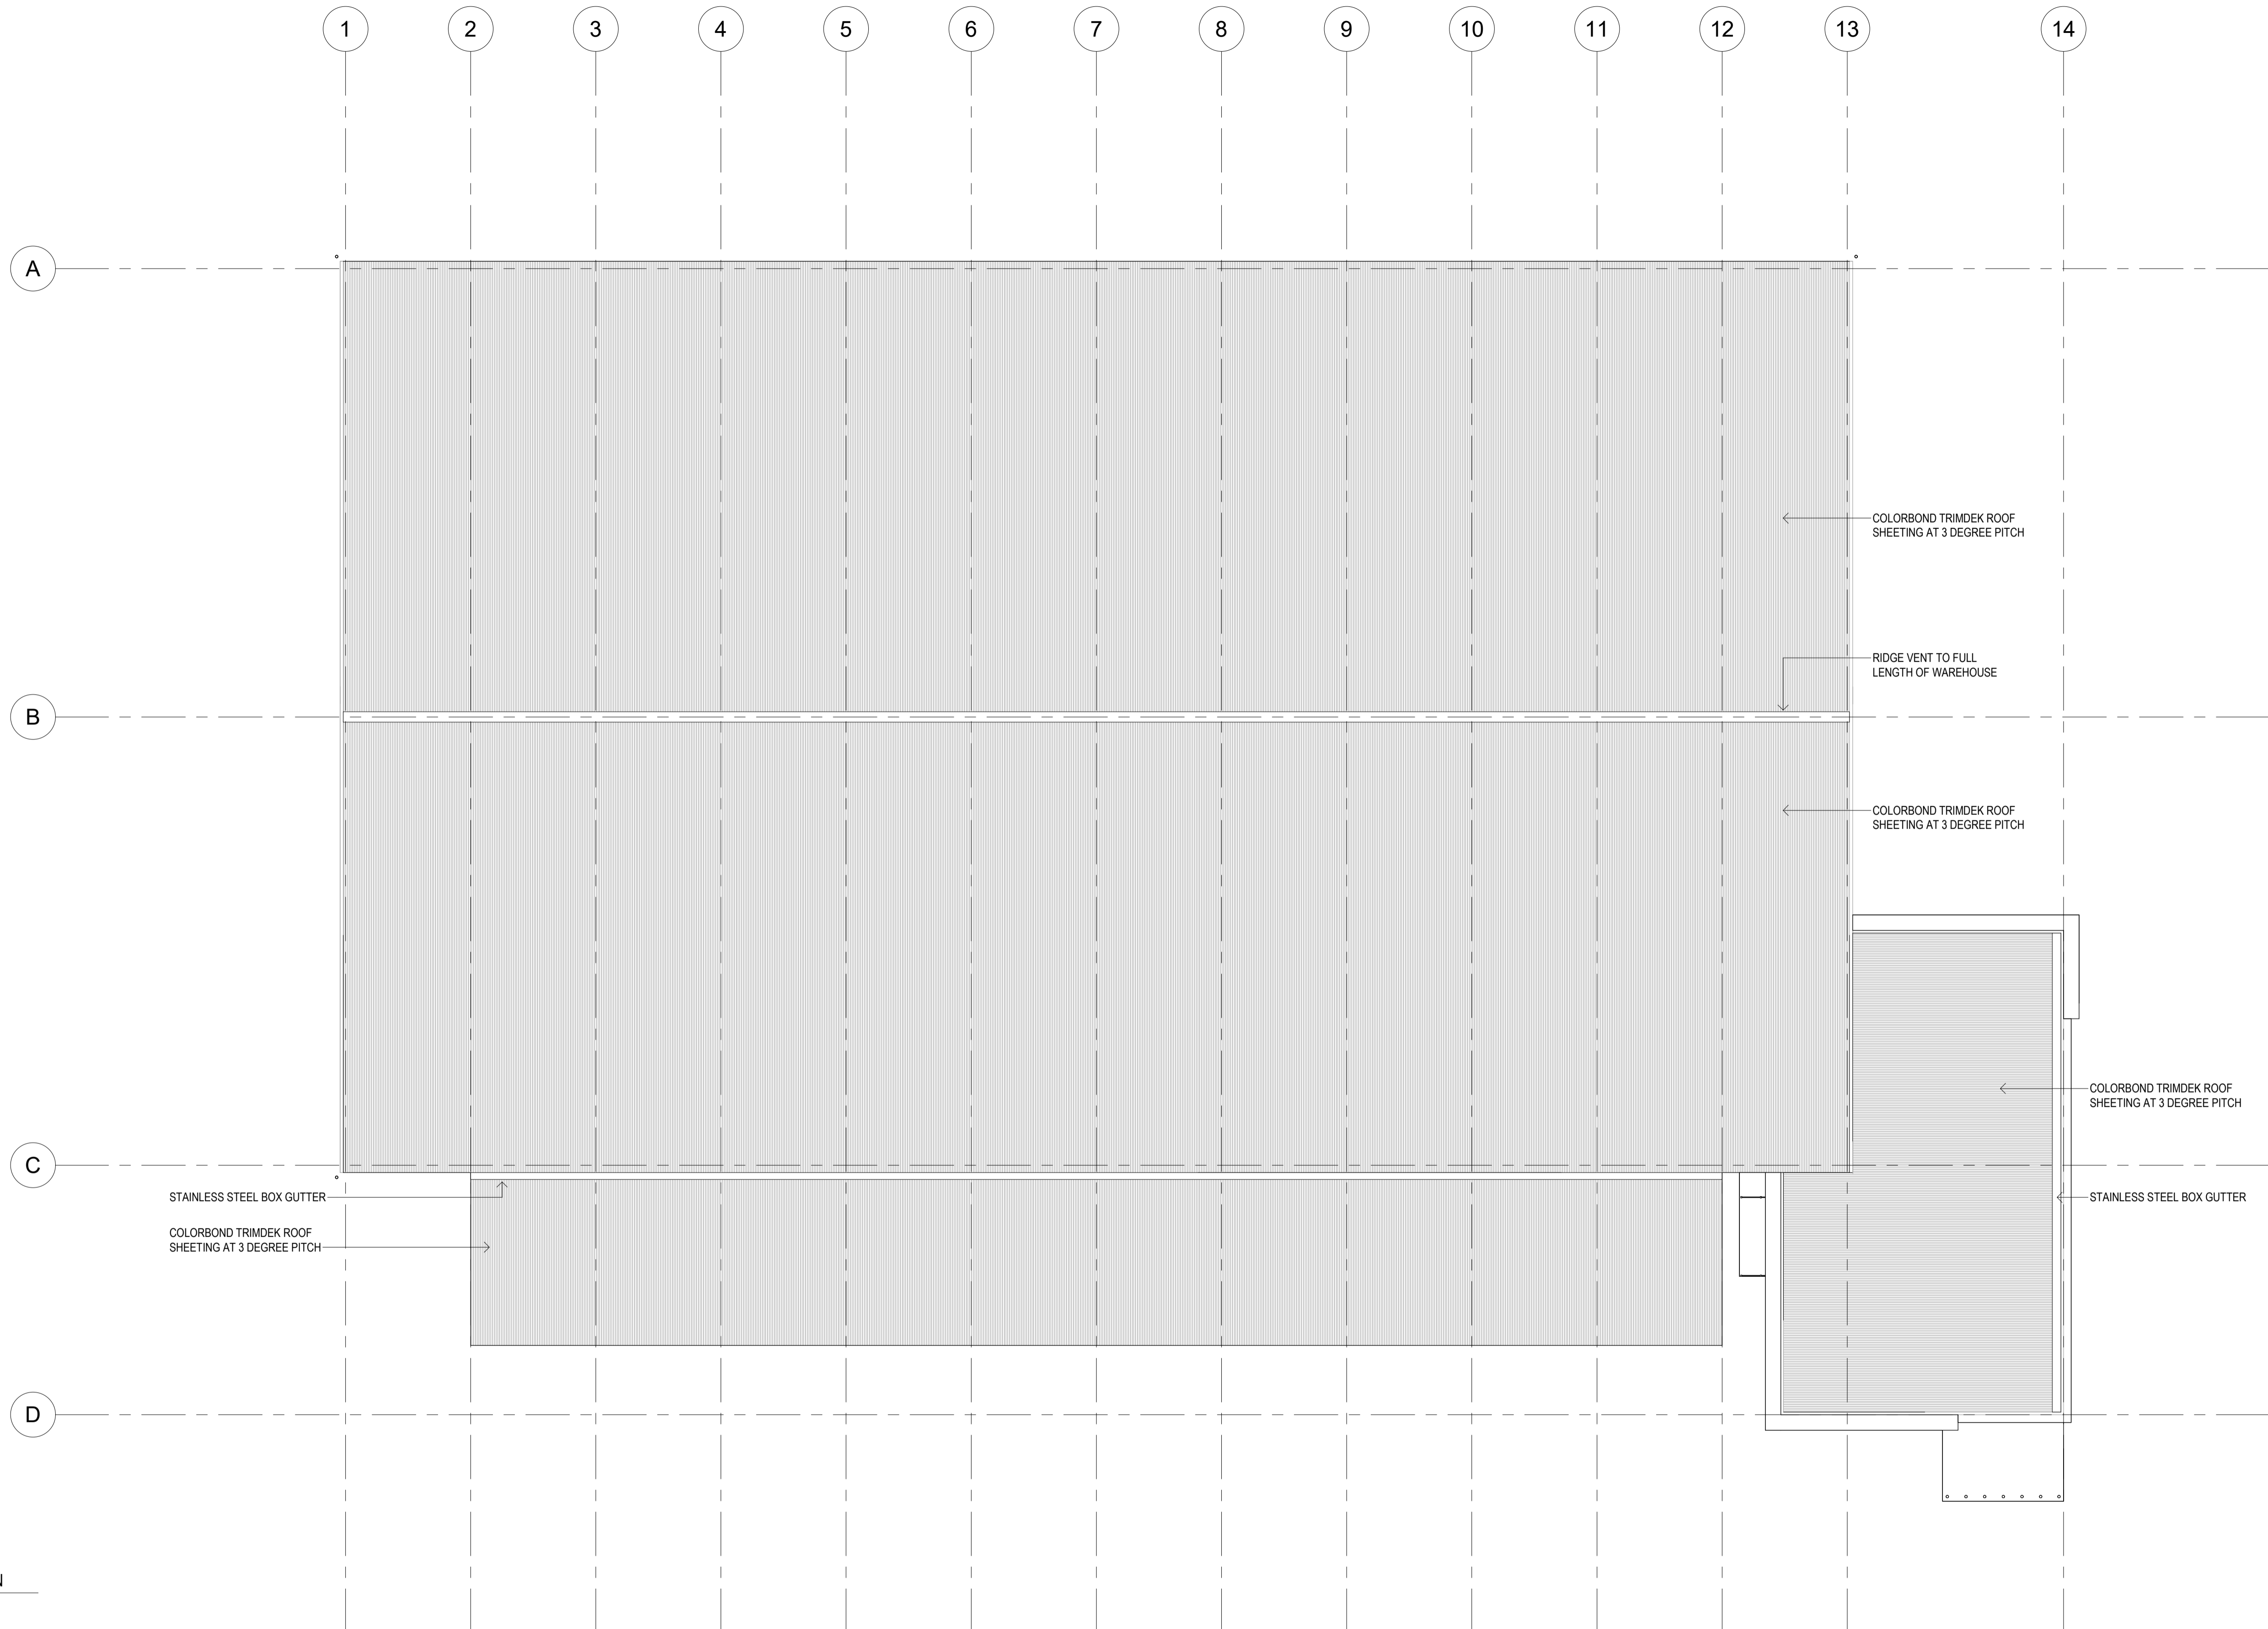 1
2
3
4
5
6
7
8
9
10
11
12
13
14
A
COLORBOND TRIMDEK ROOF
SHEETING AT 3 DEGREE PITCH
RIDGE VENT TO FULL
LENGTH OF WAREHOUSE
B
COLORBOND TRIMDEK ROOF
SHEETING AT 3 DEGREE PITCH
COLORBOND TRIMDEK ROOF
SHEETING AT 3 DEGREE PITCH
C
STAINLESS STEEL BOX GUTTER
STAINLESS STEEL BOX GUTTER
COLORBOND TRIMDEK ROOF
SHEETING AT 3 DEGREE PITCH
D